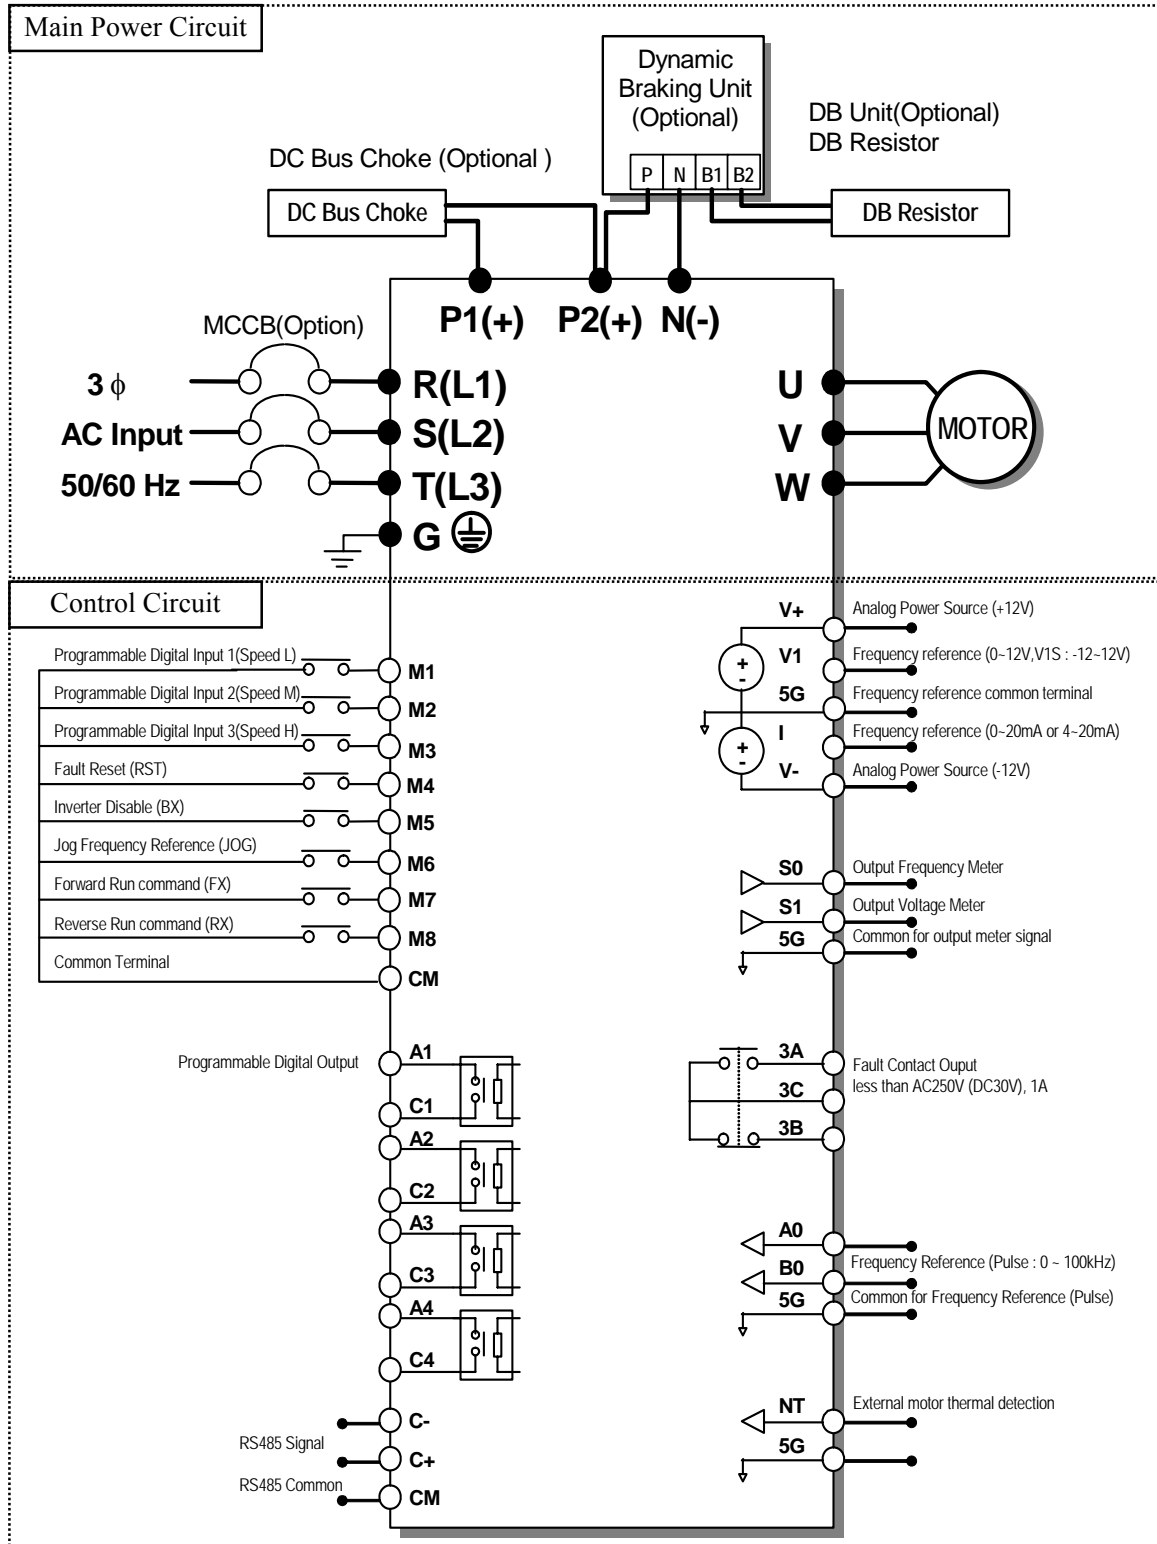 Main Power Circuit
Dynamic
Braking Unit
(Optional)
P N B1 B2
DB Unit(Optional)
DB Resistor
DC Bus Choke (Optional )
DC Bus Choke
DB Resistor
P1(+) P2(+) N(-)
MCCB(Option)
3 ϕ
R(L1)
U
AC Input
S(L2)
V
MOTOR
50/60 Hz
T(L3)
W
G
Control Circuit
Programmable Digital Input 1(Speed L)
M1
Programmable Digital Input 2(Speed M)
M2
Programmable Digital Input 3(Speed H)
M3
Fault Reset (RST)
M4
Inverter Disable (BX)
M5
Jog Frequency Reference (JOG)
M6
Forward Run command (FX)
M7
Reverse Run command (RX)
M8
Common Terminal
CM
V+
Analog Power Source (+12V)
+
-
V1
Frequency reference (0~12V,V1S : -12~12V)
5G
Frequency reference common terminal
+
-
I
Frequency reference (0~20mA or 4~20mA)
V-
Analog Power Source (-12V)
S0
Output Frequency Meter
S1
Output Voltage Meter
5G
Common for output meter signal
Programmable Digital Output
A1
C1
A2
C2
A3
C3
A4
C4
3A
Fault Contact Ouput
less than AC250V (DC30V), 1A
3C
3B
A0
B0
Frequency Reference (Pulse : 0 ~ 100kHz)
5G
Common for Frequency Reference (Pulse)
NT
External motor thermal detection
5G
C-
RS485 Signal
C+
RS485 Common
CM